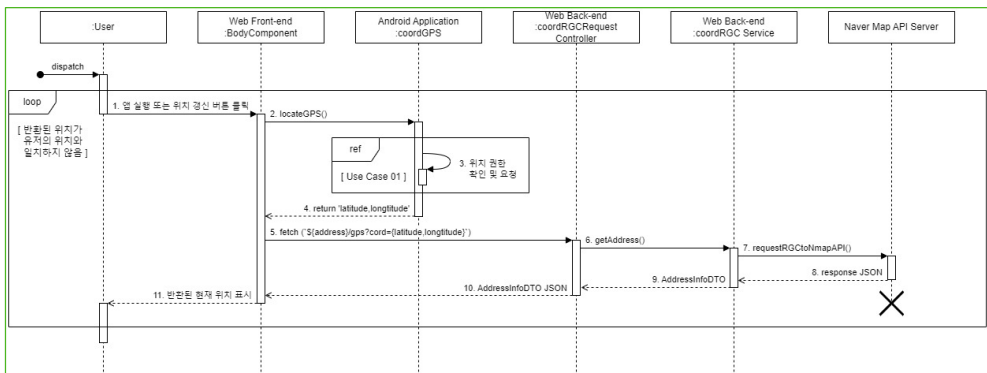 :User
Web Front-end
:BodyComponent
Android Application
:coordGPS
Web Back-end
:coordRGCRequest
Controller
Web Back-end
:coordRGC Service
Naver Map API Server
dispatch
loop
[ 반환된 위치가
유저의 위치와
일치하지 않음 ]
1. 앱 실행 또는 위치 갱신 버튼 클릭
2. locateGPS()
ref
[ Use Case 01 ]
3. 위치 권한
확인 및 요청
4. return 'latitude,longtitude'
5. fetch (`${address}/gps?cord={latitude,longtitude}`)
6. getAddress()
7. requestRGCtoNmapAPI()
8. response JSON
9. AddressInfoDTO
10. AddressInfoDTO JSON
11. 반환된 현재 위치 표시